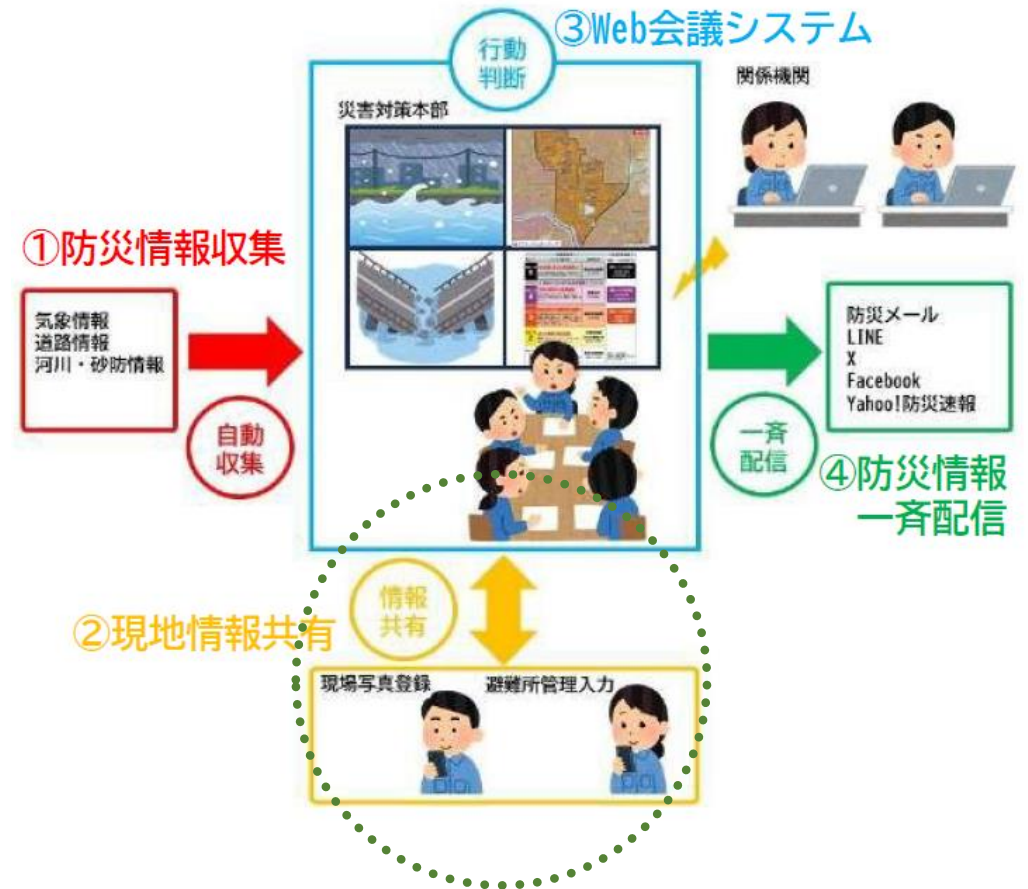 ③Web会議システム
行動
判断
関係機関
災害対策本部
①防災情報収集
気象情報
道路情報
河川・砂防情報
自動
収集
防災メール
LINE
X
Facebook
Yahoo!防災速報
一斉
配信
④防災情報
一斉配信
情報
共有
②現地情報共有
現場写真登録
避難所管理入力